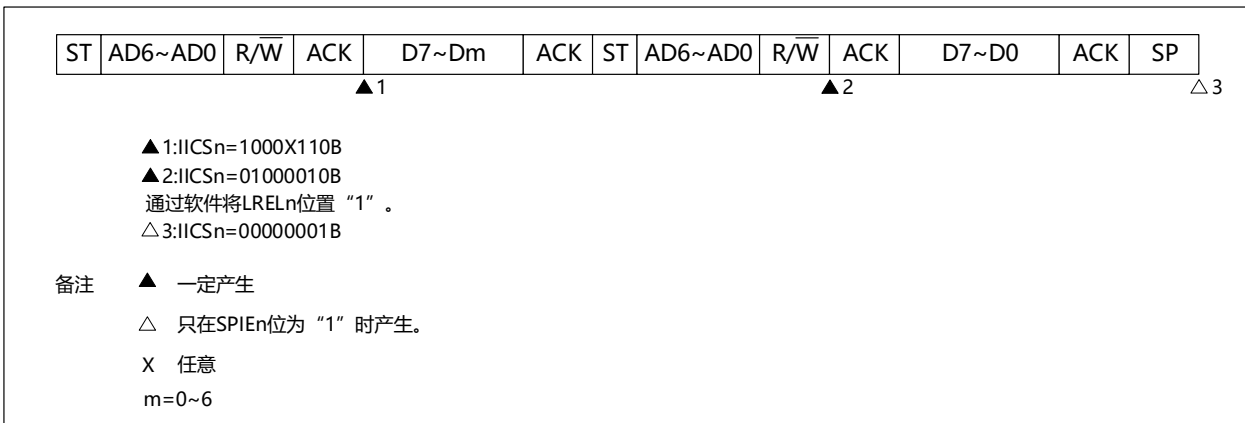 ST AD6~AD0 R/W ACK D7~Dm ACK ST AD6~AD0 R/W ACK D7~D0 ACK SP
▲1 ▲2 △3
▲1:IICSn=1000X110B
▲2:IICSn=01000010B
通过软件将LRELn位置“1”。
△3:IICSn=00000001B
备注 ▲ 一定产生
△ 只在SPIEn位为“1”时产生。
X 任意
m=0~6